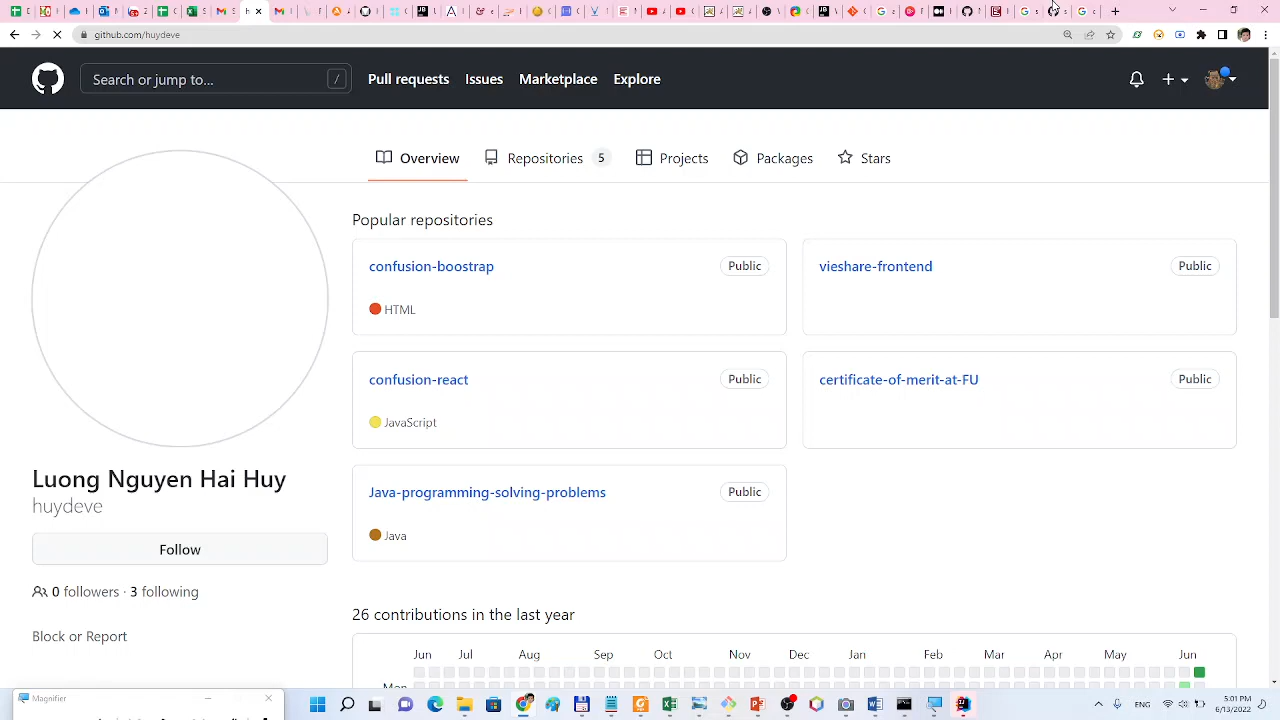 github.com/huydeve
Search or jump to...
/
Pull requests
Issues
Marketplace
Explore
Overview
Repositories 5
Projects
Packages
Stars
Popular repositories
confusion-boostrap
Public
HTML
vieshare-frontend
Public
confusion-react
Public
JavaScript
certificate-of-merit-at-FU
Public
Java-programming-solving-problems
Public
Java
Luong Nguyen Hai Huy
huydeve
Follow
0 followers · 3 following
Block or Report
26 contributions in the last year
Jun Jul Aug Sep Oct Nov Dec Jan Feb Mar Apr May Jun
Magnifier
ENG
1:01 PM
6/13/2022